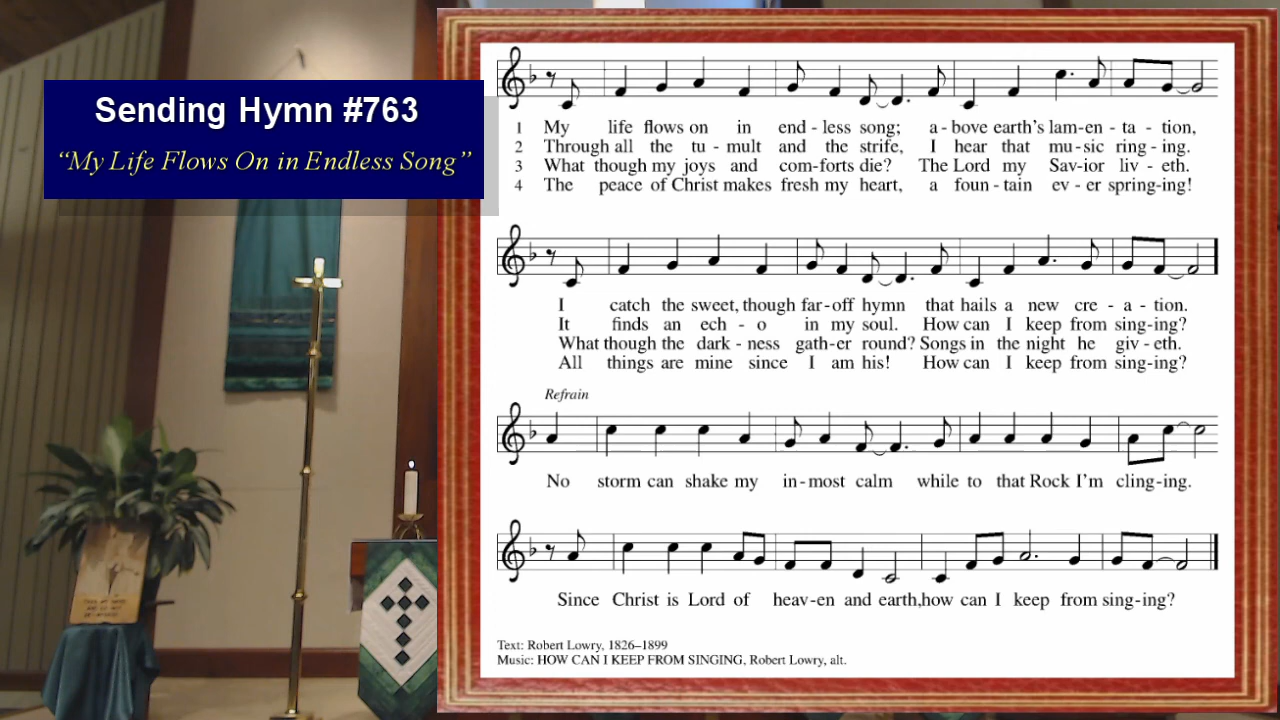 Sending Hymn #763
“My Life Flows On in Endless Song”
1 My life flows on in end - less song; a - bove earth's lam - en - ta - tion,
2 Through all the tu - mult and the strife, I hear that mu - sic ring - ing.
3 What though my joys and com - forts die? The Lord my Sav - ior liv - eth.
4 The peace of Christ makes fresh my heart, a foun - tain ev - er spring - ing!
I catch the sweet, though far - off hymn that hails a new cre - a - tion.
It finds an ech - o in my soul. How can I keep from sing - ing?
What though the dark - ness gath - er round? Songs in the night he giv - eth.
All things are mine since I am his! How can I keep from sing - ing?
Refrain
No storm can shake my in - most calm while to that Rock I'm cling - ing.
Since Christ is Lord of heav - en and earth, how can I keep from sing - ing?
Text: Robert Lowry, 1826–1899
Music: HOW CAN I KEEP FROM SINGING, Robert Lowry, alt.